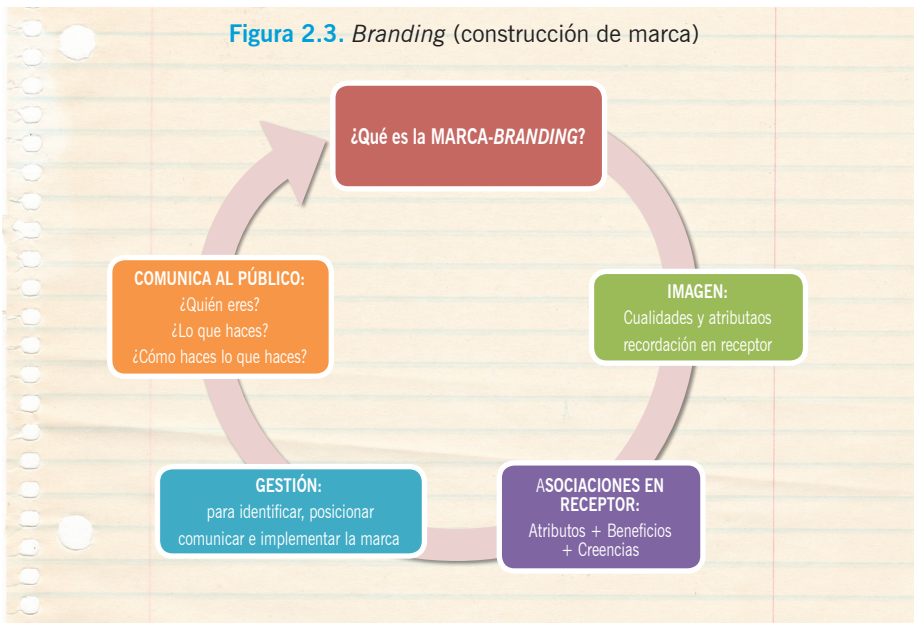 Figura 2.3. Branding (construcción de marca)
¿Qué es la MARCA-BRANDING?
IMAGEN:
Cualidades y atributaos
recordación en receptor
ASOCIACIONES EN
RECEPTOR:
Atributos + Beneficios
+ Creencias
GESTIÓN:
para identificar, posicionar
comunicar e implementar la marca
COMUNICA AL PÚBLICO:
¿Quién eres?
¿Lo que haces?
¿Cómo haces lo que haces?